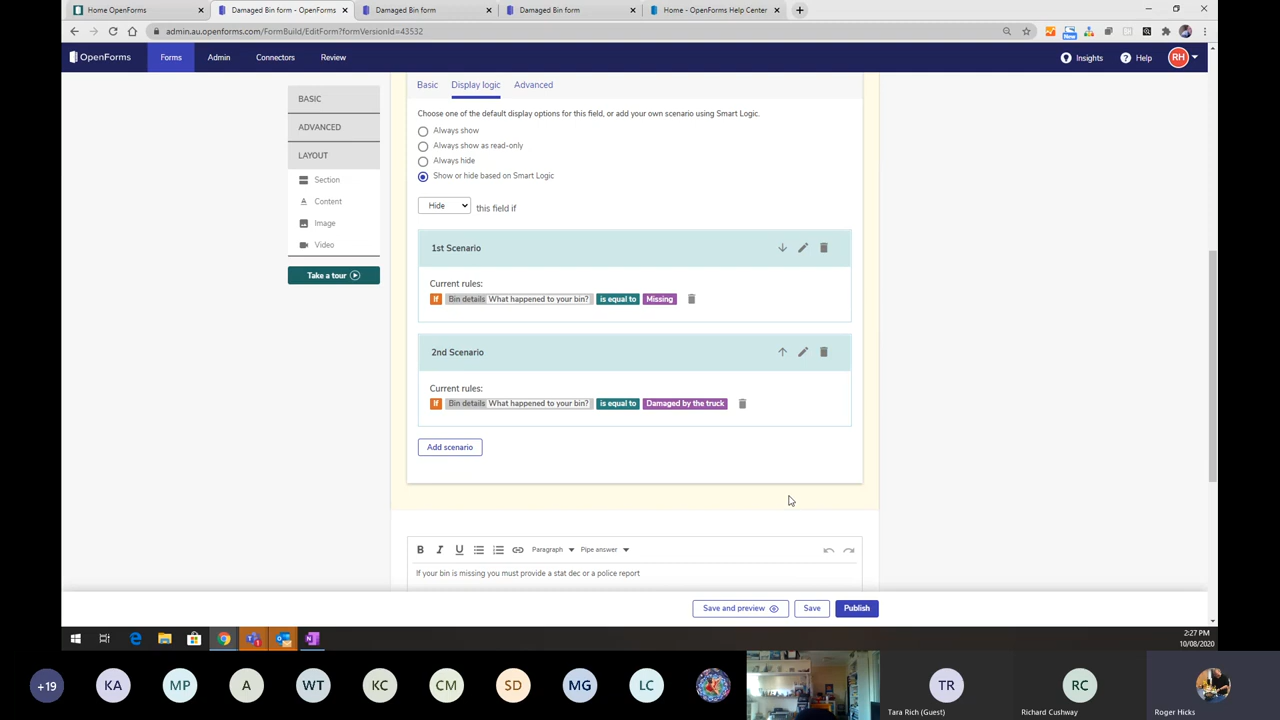 Home OpenForms
Damaged Bin form - OpenForms
Damaged Bin form
Damaged Bin form
Home - OpenForms Help Center
admin.au.openforms.com/FormBuild/EditForm?formVersionId=43532
New
OpenForms
Forms
Admin
Connectors
Review
Insights
Help
RH
BASIC
ADVANCED
LAYOUT
Section
Content
Image
Video
Take a tour
Basic
Display logic
Advanced
Choose one of the default display options for this field, or add your own scenario using Smart Logic.
Always show
Always show as read-only
Always hide
Show or hide based on Smart Logic
Hide this field if
1st Scenario
Current rules:
If Bin details What happened to your bin? is equal to Missing
2nd Scenario
Current rules:
If Bin details What happened to your bin? is equal to Damaged by the truck
Add scenario
B I U Paragraph Pipe answer
If your bin is missing you must provide a stat dec or a police report
Save and preview
Save
Publish
2:27 PM
10/08/2020
+19
KA
MP
A
WT
KC
CM
SD
MG
LC
TR
Tara Rich (Guest)
RC
Richard Cushway
Roger Hicks